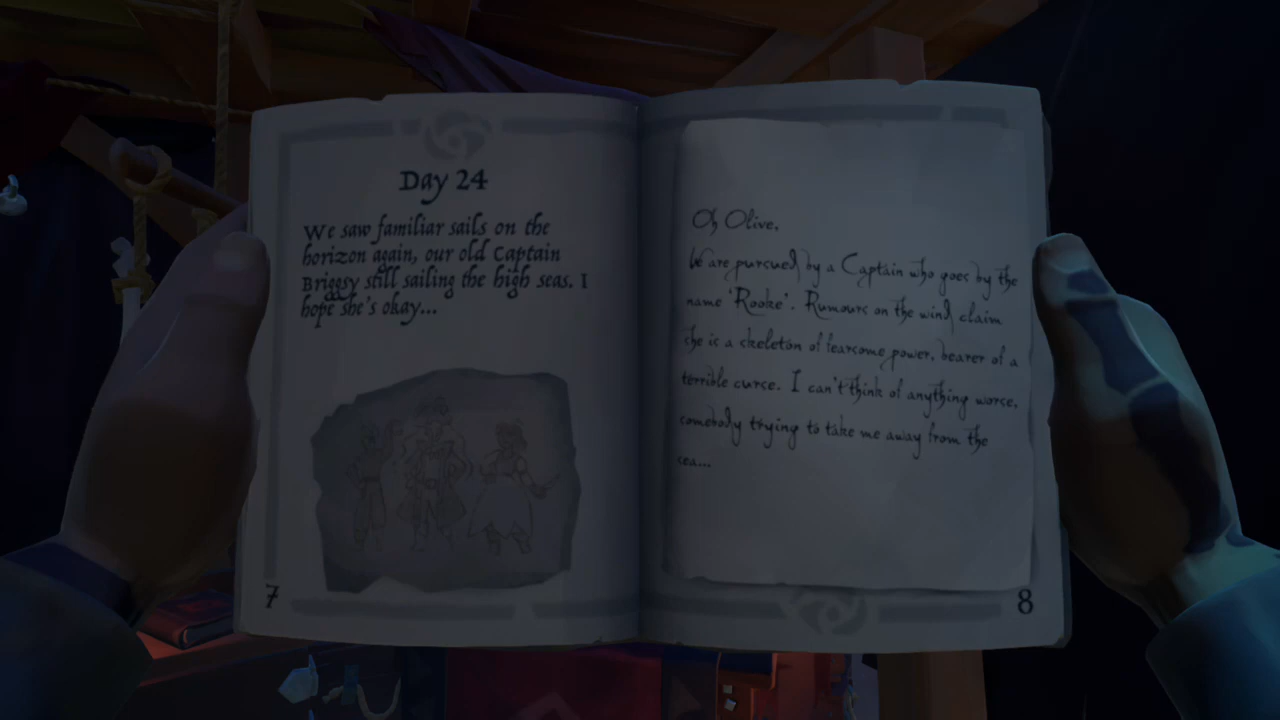 Day 24
We saw familiar sails on the
horizon again, our old Captain
Briggsy still sailing the high seas. I
hope she's okay...
7
Oh Olive,
We are pursued by a Captain who goes by the
name 'Rooke'. Rumours on the wind claim
she is a skeleton of fearsome power, bearer of a
terrible curse. I can't think of anything worse,
somebody trying to take me away from the
sea...
8